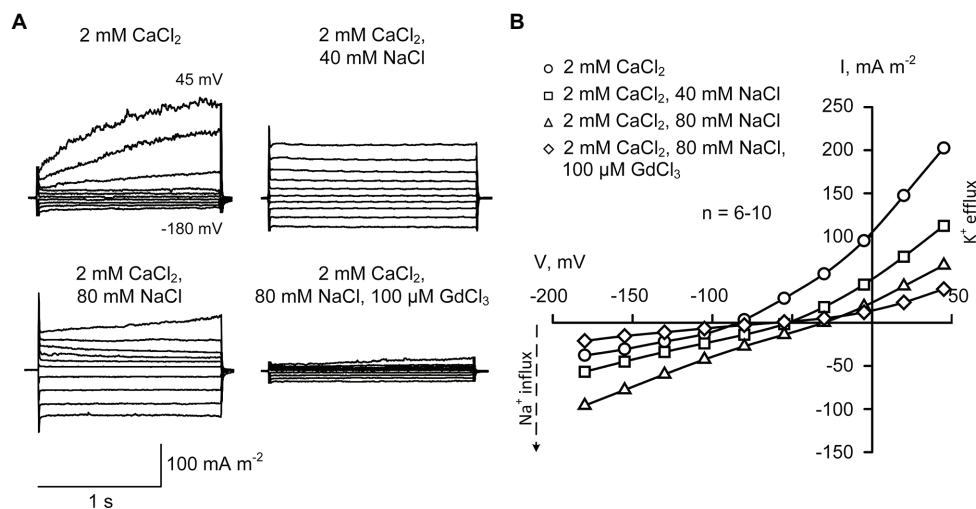 A
2 mM CaCl₂
2 mM CaCl₂,
40 mM NaCl
45 mV
-180 mV
2 mM CaCl₂,
80 mM NaCl
2 mM CaCl₂,
80 mM NaCl, 100 µM GdCl₃
100 mA m⁻²
1 s
B
2 mM CaCl₂
2 mM CaCl₂, 40 mM NaCl
2 mM CaCl₂, 80 mM NaCl
2 mM CaCl₂, 80 mM NaCl,
100 µM GdCl₃
n = 6-10
I, mA m⁻²
250
200
150
100
50
-50
-100
-150
K⁺ efflux
V, mV
-200
-150
-100
-50
50
Na⁺ influx